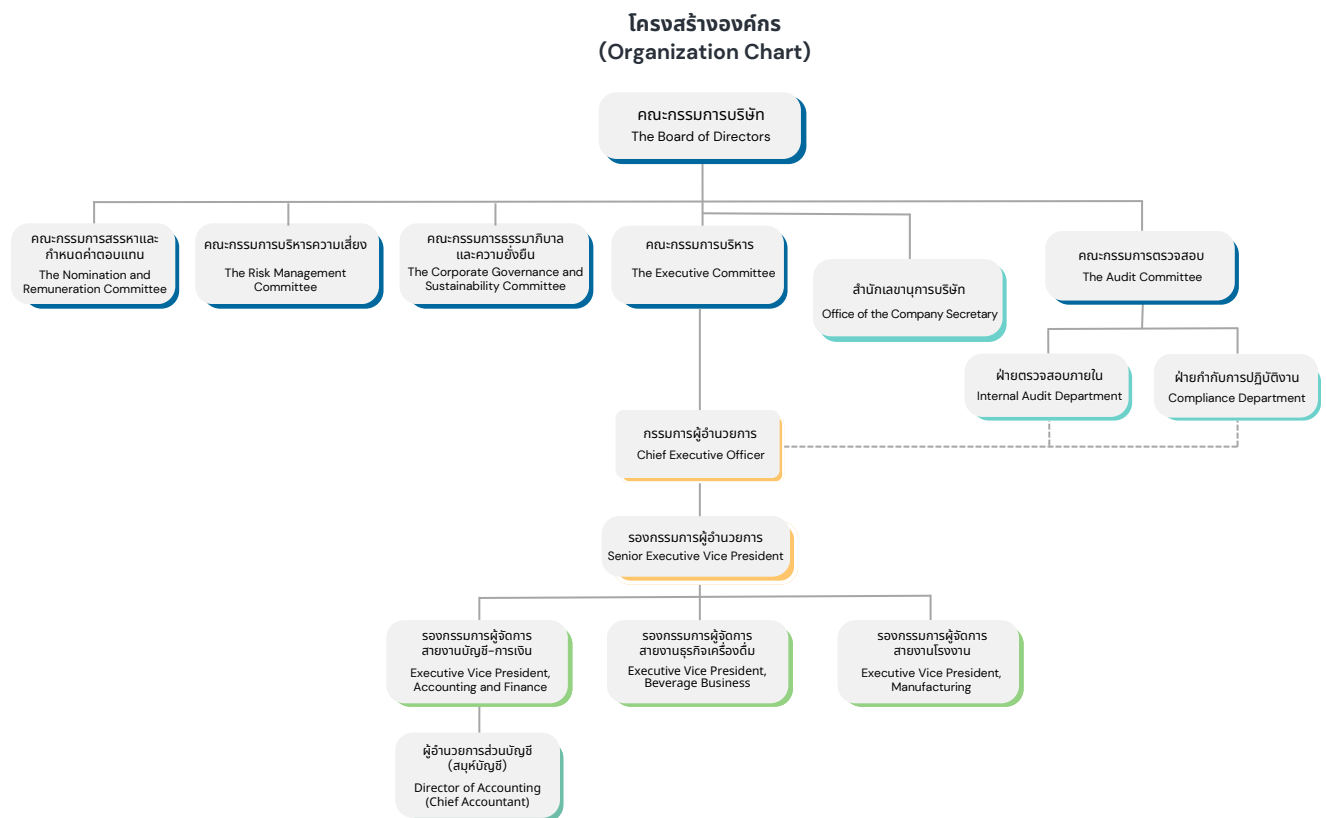 โครงสร้างองค์กร
(Organization Chart)
คณะกรรมการบริษัท
The Board of Directors
คณะกรรมการสรรหาและ
กำหนดค่าตอบแทน
The Nomination and
Remuneration Committee
คณะกรรมการบริหารความเสี่ยง
The Risk Management
Committee
คณะกรรมการธรรมาภิบาล
และความยั่งยืน
The Corporate Governance and
Sustainability Committee
คณะกรรมการบริหาร
The Executive Committee
สำนักเลขานุการบริษัท
Office of the Company Secretary
คณะกรรมการตรวจสอบ
The Audit Committee
ฝ่ายตรวจสอบภายใน
Internal Audit Department
ฝ่ายกำกับการปฏิบัติงาน
Compliance Department
กรรมการผู้อำนวยการ
Chief Executive Officer
รองกรรมการผู้อำนวยการ
Senior Executive Vice President
รองกรรมการผู้จัดการ
สายงานบัญชี-การเงิน
Executive Vice President,
Accounting and Finance
รองกรรมการผู้จัดการ
สายงานธุรกิจเครื่องดื่ม
Executive Vice President,
Beverage Business
รองกรรมการผู้จัดการ
สายงานโรงงาน
Executive Vice President,
Manufacturing
ผู้อำนวยการส่วนบัญชี
(สมุห์บัญชี)
Director of Accounting
(Chief Accountant)